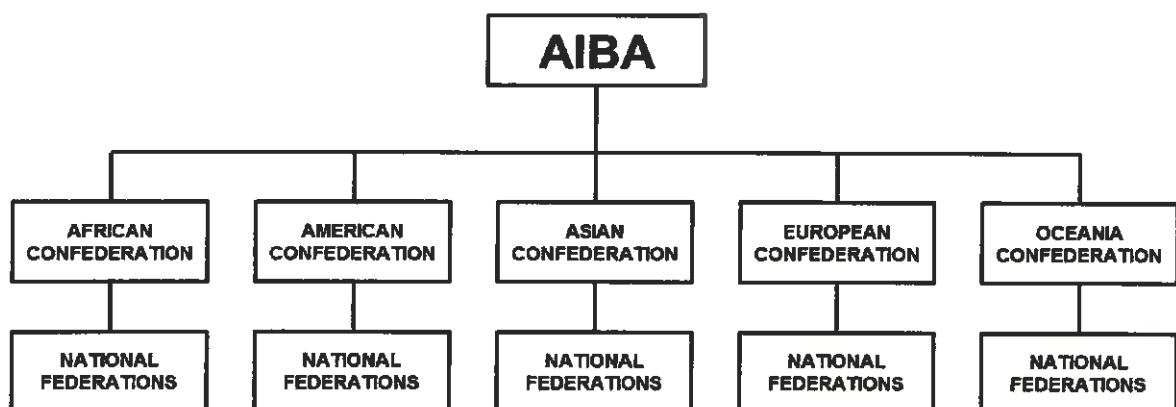 AIBA
AFRICAN
CONFEDERATION
AMERICAN
CONFEDERATION
ASIAN
CONFEDERATION
EUROPEAN
CONFEDERATION
OCEANIA
CONFEDERATION
NATIONAL
FEDERATIONS
NATIONAL
FEDERATIONS
NATIONAL
FEDERATIONS
NATIONAL
FEDERATIONS
NATIONAL
FEDERATIONS